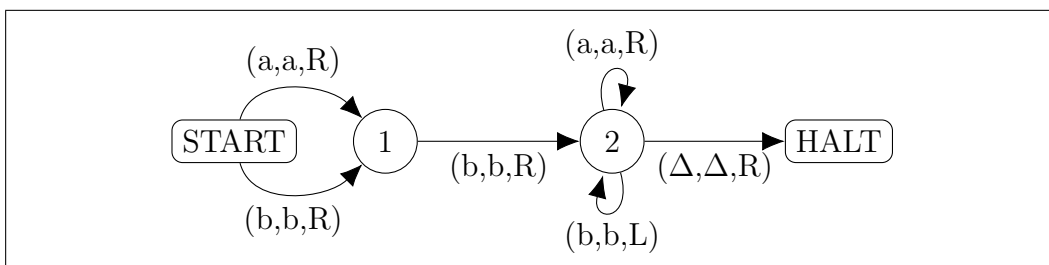 (a,a,R)
(a,a,R)
START
1
2
HALT
(b,b,R)
(Δ,Δ,R)
(b,b,R)
(b,b,L)